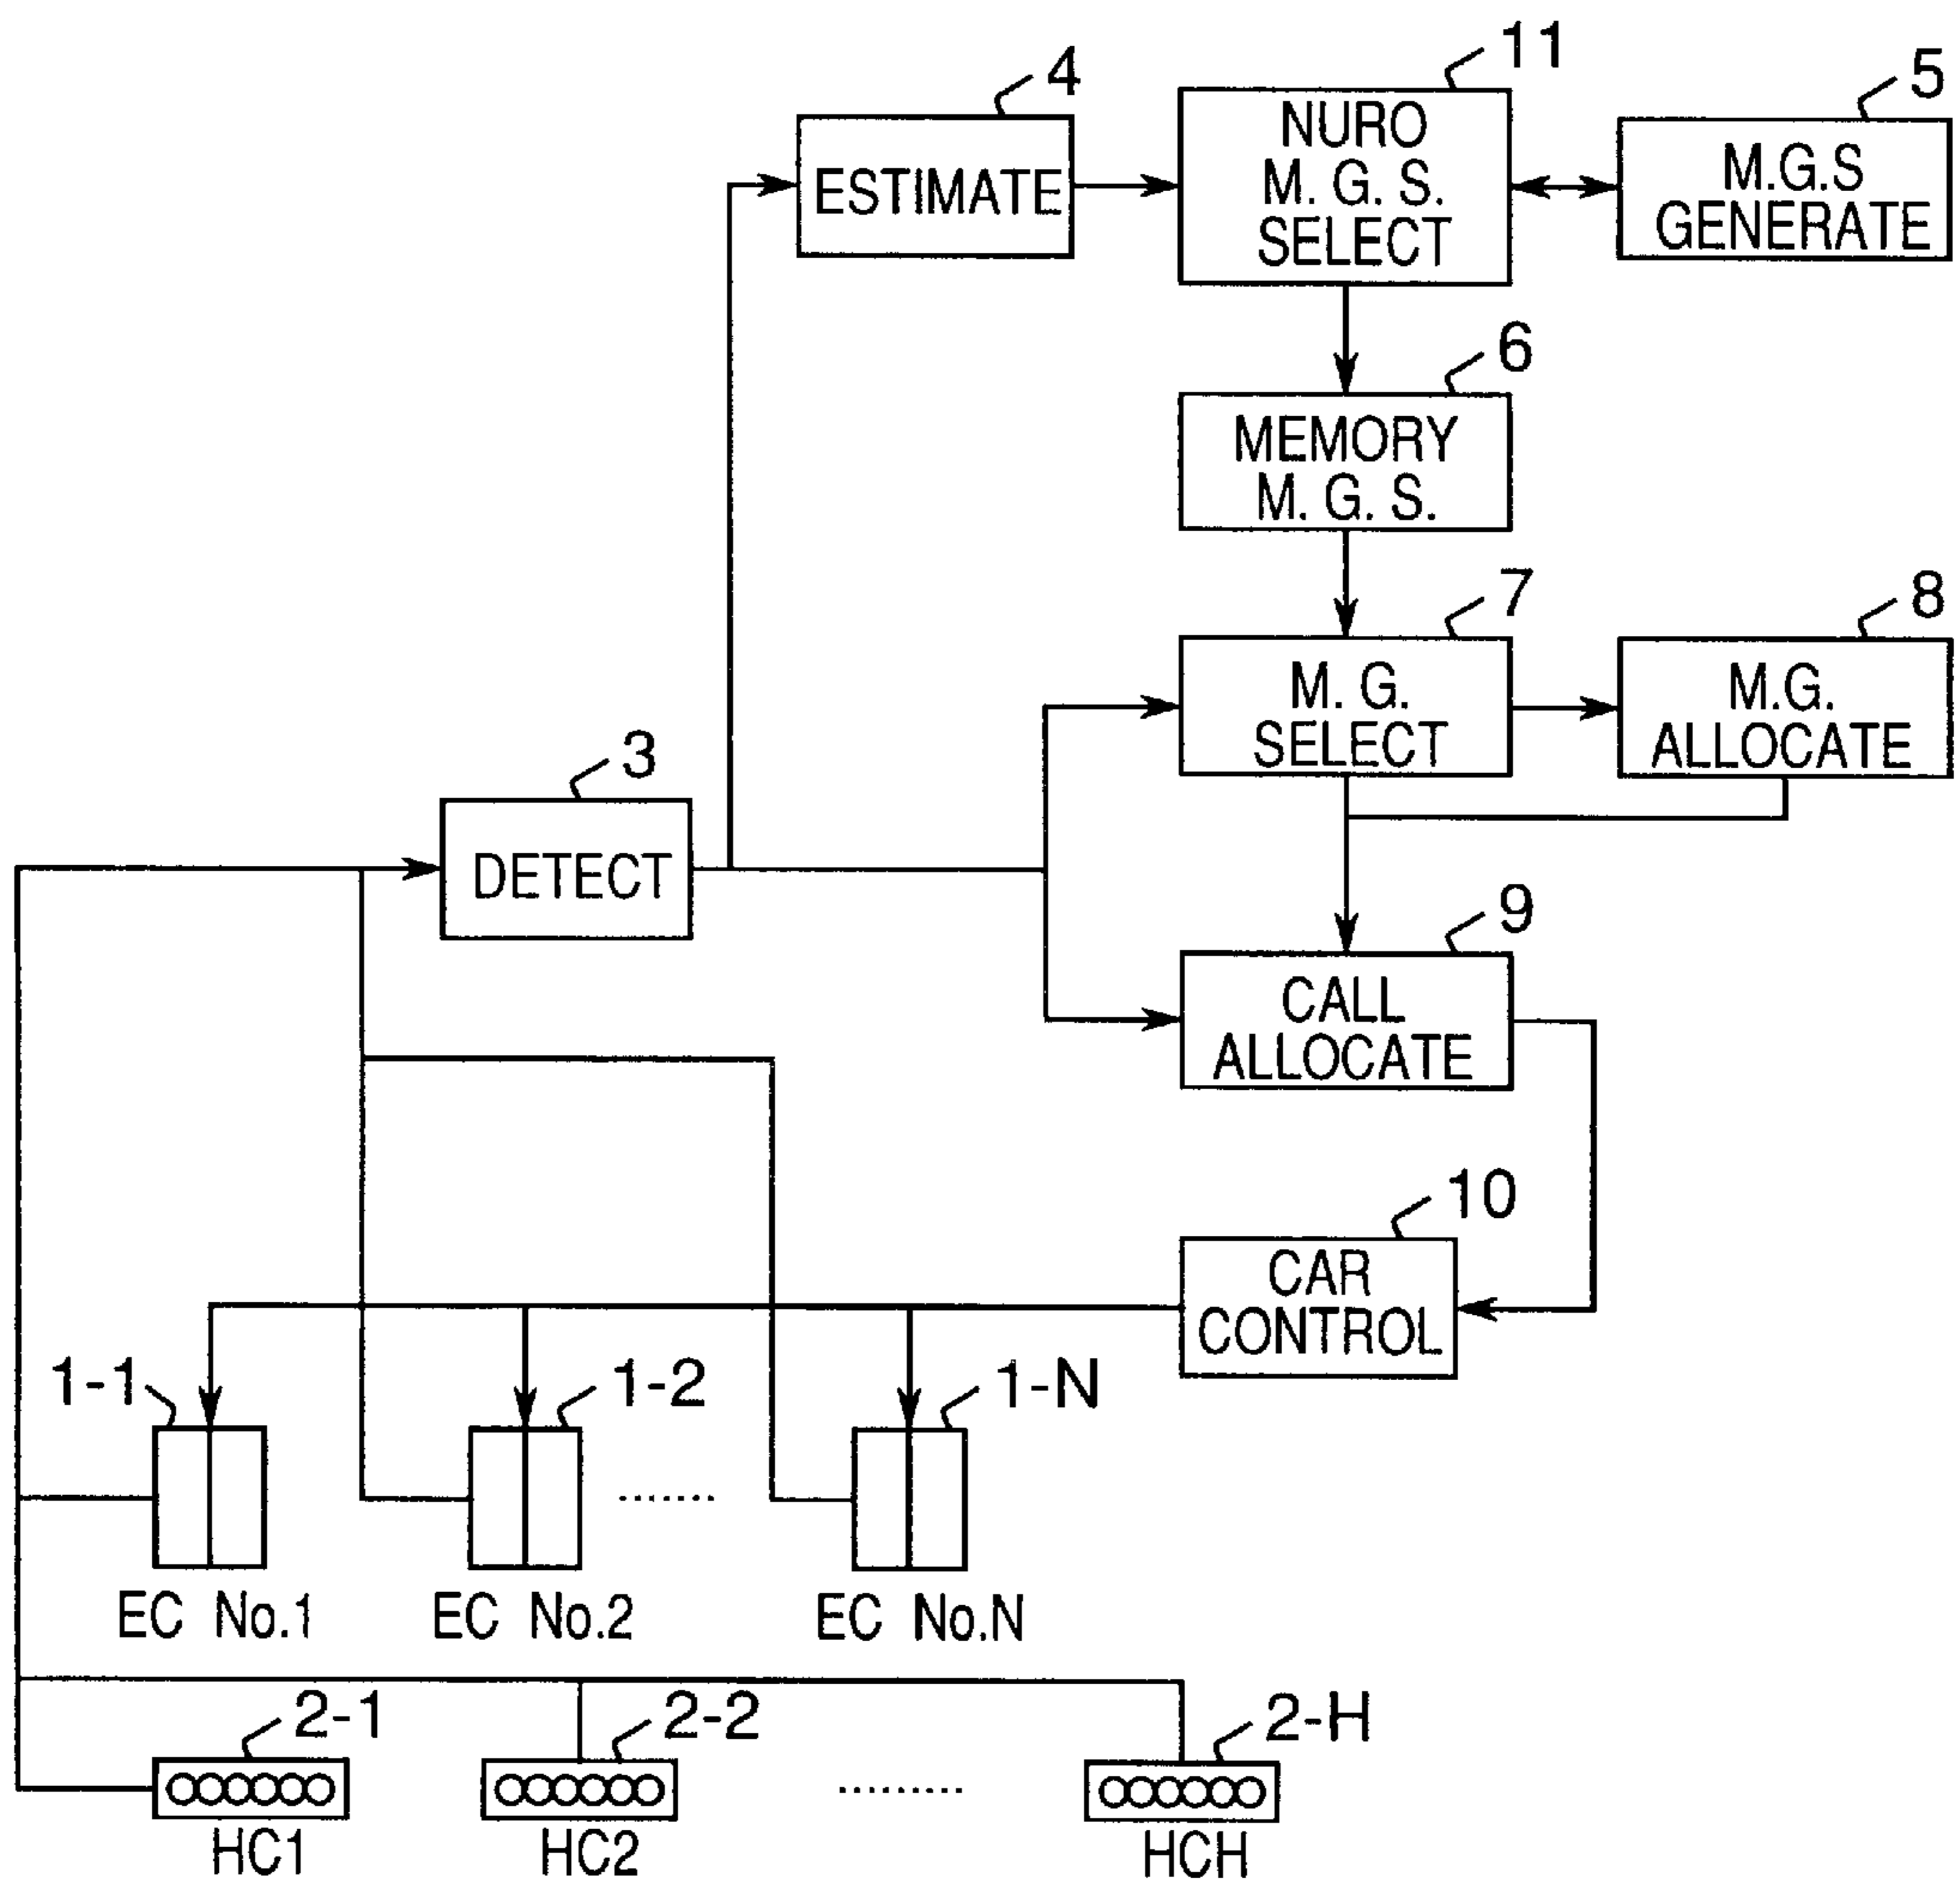 11
4
5
NURO
M. G. S.
SELECT
ESTIMATE
M.G.S
GENERATE
6
MEMORY
M. G. S.
7
8
M. G.
SELECT
M.G.
ALLOCATE
3
DETECT
9
CALL
ALLOCATE
10
CAR
CONTROL
1-1
1-2
1-N
EC No.1
EC No.2
EC No.N
2-1
2-2
2-H
HC1
HC2
HCH